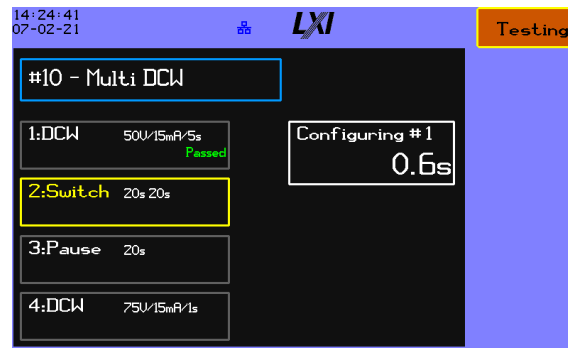 14:24:41
07-02-21
LXI
Testing
#10 - Multi DCW
1:DCW 50V/15mA/5s
Passed
Configuring #1
0.6s
2:Switch 20s 20s
3:Pause 20s
4:DCW 75V/15mA/1s